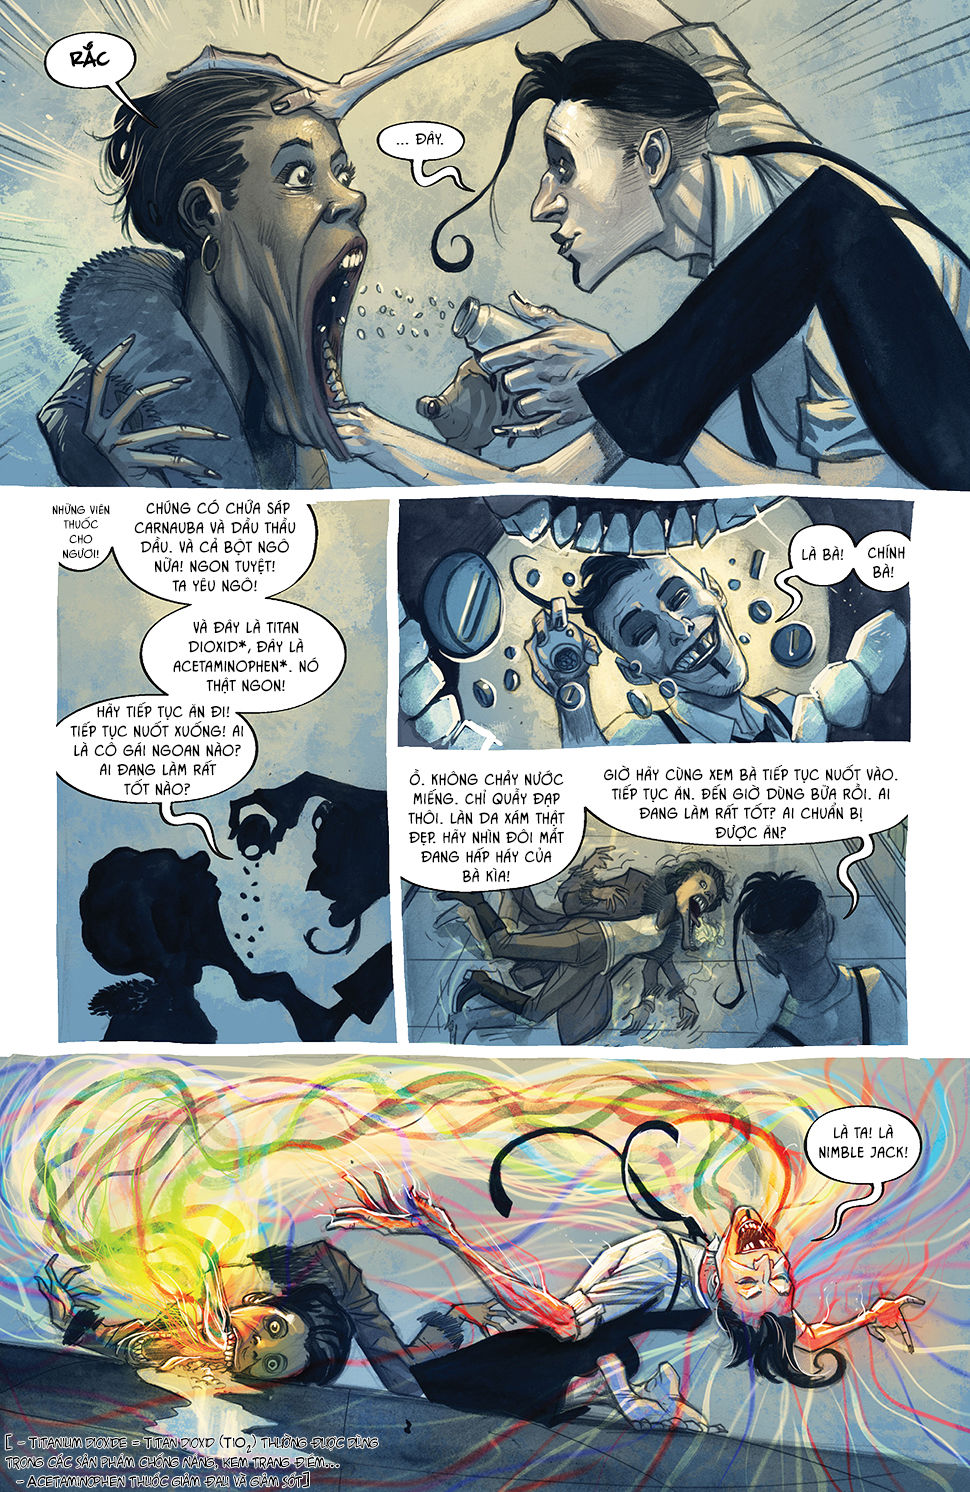 RẮC
... ĐÂY.
NHỮNG VIÊN
THUỐC
CHO
NGƯỜI!
CHÚNG CÓ CHỨA SÁP
CARNAUBA VÀ DẦU THẦU
DẦU. VÀ CẢ BỘT NGÔ
NỮA! NGON TUYỆT!
TA YÊU NGÔ!
VÀ ĐÂY LÀ TITAN
DIOXID*, ĐÂY LÀ
ACETAMINOPHEN*. NÓ
THẬT NGON!
HÃY TIẾP TỤC ĂN ĐI!
TIẾP TỤC NUỐT XUỐNG! AI
LÀ CÔ GÁI NGOAN NÀO?
AI ĐANG LÀM RẤT
TỐT NÀO?
LÀ BÀ!
CHÍNH
BÀ!
Ồ. KHÔNG CHẢY NƯỚC
MIẾNG. CHỈ QUẪY ĐẠP
THÔI. LÀN DA XÁM THẬT
ĐẸP. HÃY NHÌN ĐÔI MẮT
ĐANG HẤP HÁY CỦA
BÀ KÌA!
GIỜ HÃY CÙNG XEM BÀ TIẾP TỤC NUỐT VÀO.
TIẾP TỤC ĂN. ĐẾN GIỜ DÙNG BỮA RỒI. AI
ĐANG LÀM RẤT TỐT? AI CHUẨN BỊ
ĐƯỢC ĂN?
LÀ TA! LÀ
NIMBLE JACK!
[ - TITANIUM DIOXDE = TITAN DIOXD (TIO2) THƯỜNG ĐƯỢC DÙNG
TRONG CÁC SẢN PHẨM CHỐNG NẮNG, KEM TRANG ĐIỂM...
- ACETAMINOPHEN THUỐC GIẢM ĐAU VÀ GIẢM SỐT]